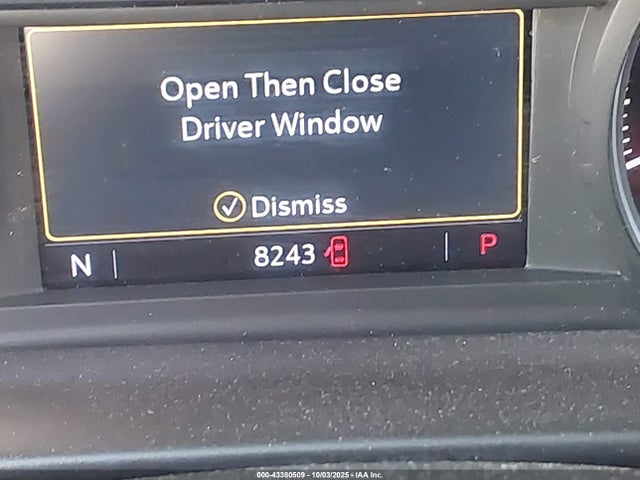 Open Then Close
Driver Window
Dismiss
N 8243 P
000-43380509 - 10/03/2025 - IAA Inc.